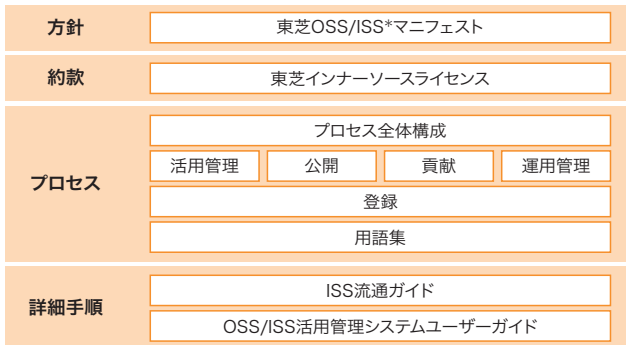 方針
東芝OSS/ISS*マニフェスト
約款
東芝インナーソースライセンス
プロセス
プロセス全体構成
活用管理 公開 貢献 運用管理
登録
用語集
詳細手順
ISS流通ガイド
OSS/ISS活用管理システムユーザーガイド